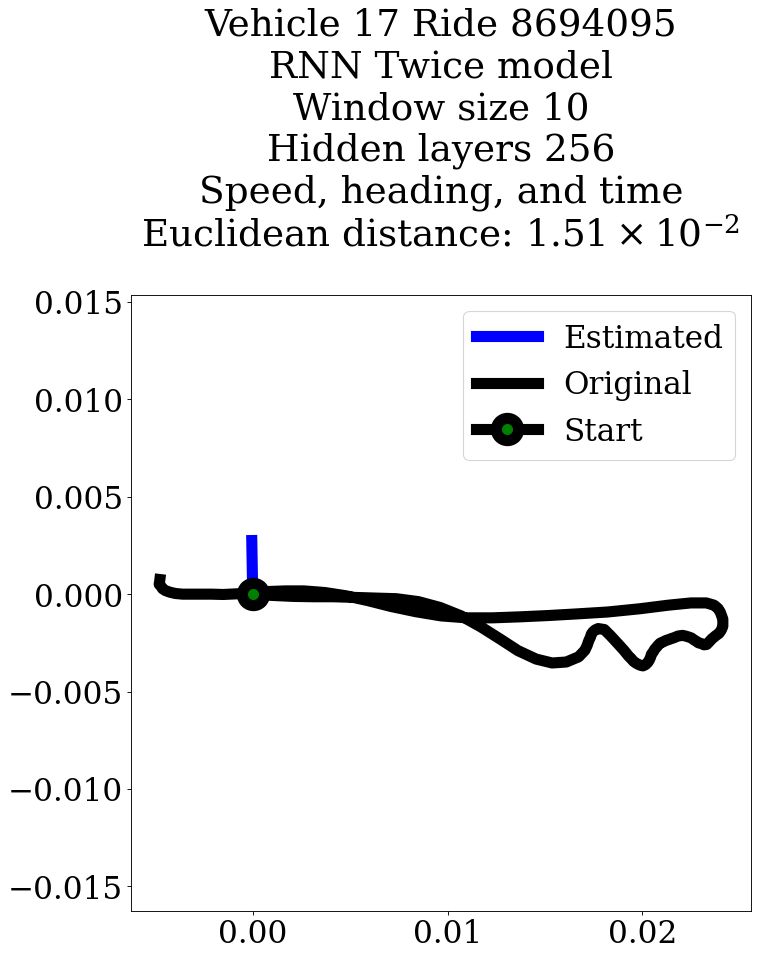 Vehicle 17 Ride 8694095
RNN Twice model
Window size 10
Hidden layers 256
Speed, heading, and time
Euclidean distance: 1.51 × 10⁻²
0.015
0.010
0.005
0.000
−0.005
−0.010
−0.015
Estimated
Original
Start
0.00 0.01 0.02